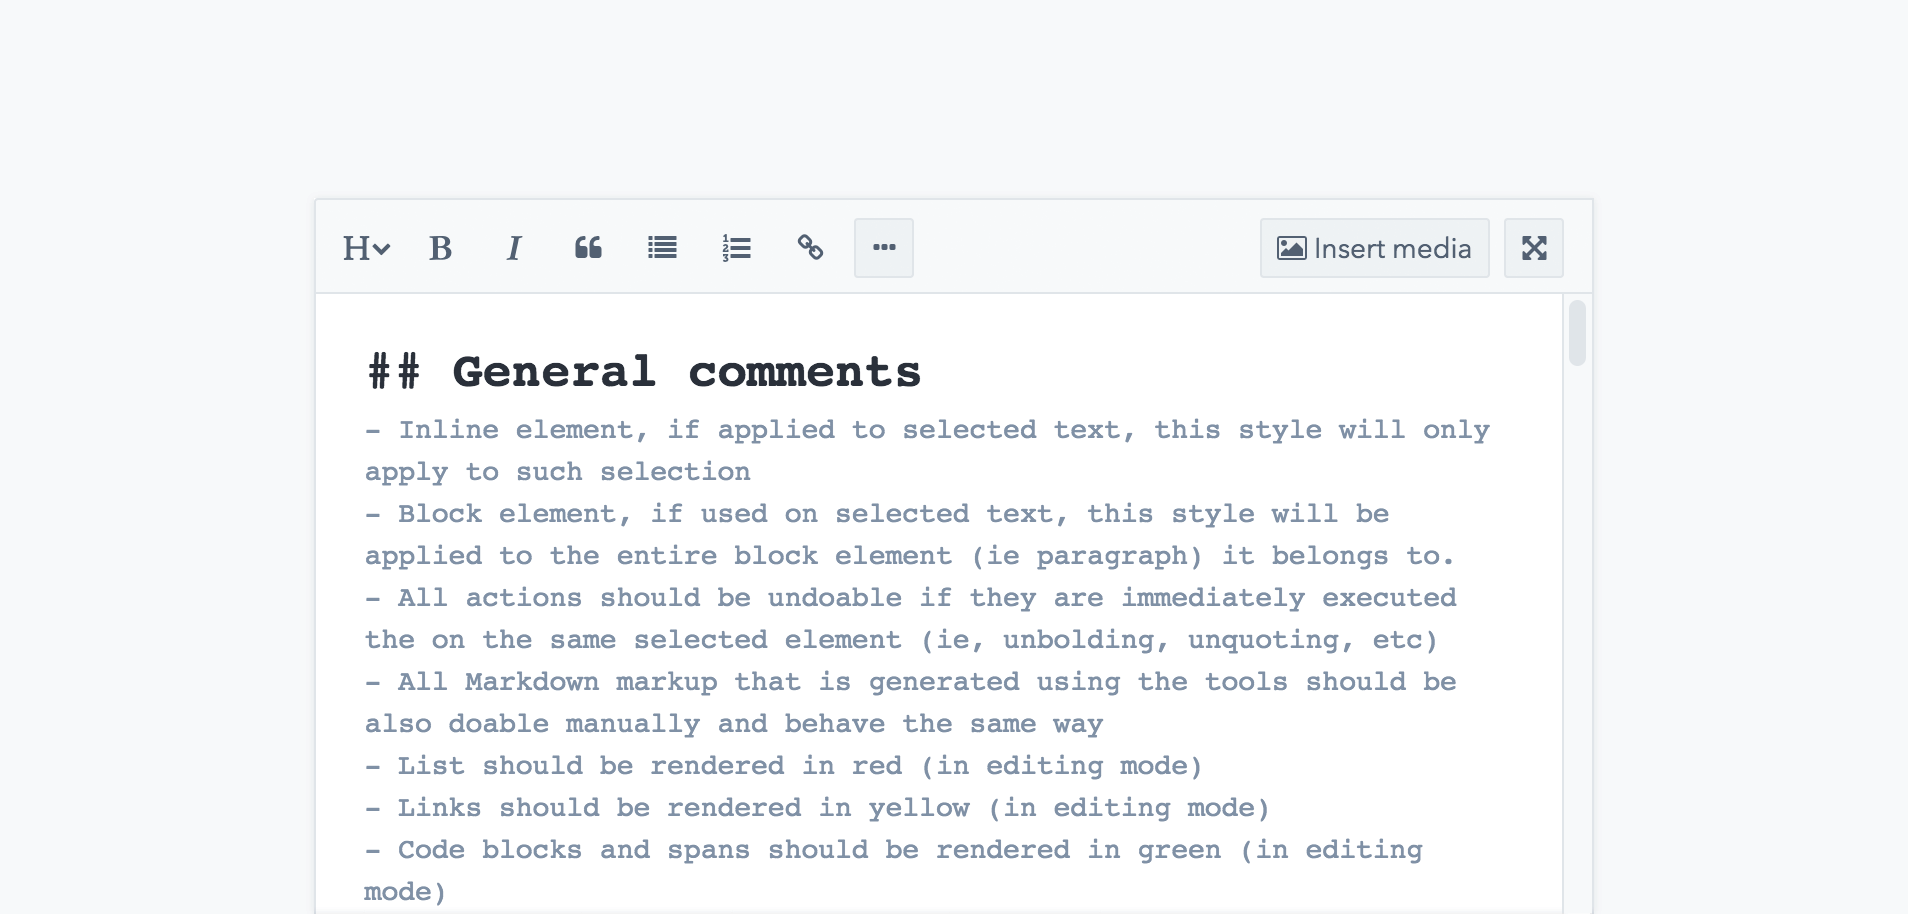 H B I
Insert media
## General comments
- Inline element, if applied to selected text, this style will only
apply to such selection
- Block element, if used on selected text, this style will be
applied to the entire block element (ie paragraph) it belongs to.
- All actions should be undoable if they are immediately executed
the on the same selected element (ie, unbolding, unquoting, etc)
- All Markdown markup that is generated using the tools should be
also doable manually and behave the same way
- List should be rendered in red (in editing mode)
- Links should be rendered in yellow (in editing mode)
- Code blocks and spans should be rendered in green (in editing
mode)